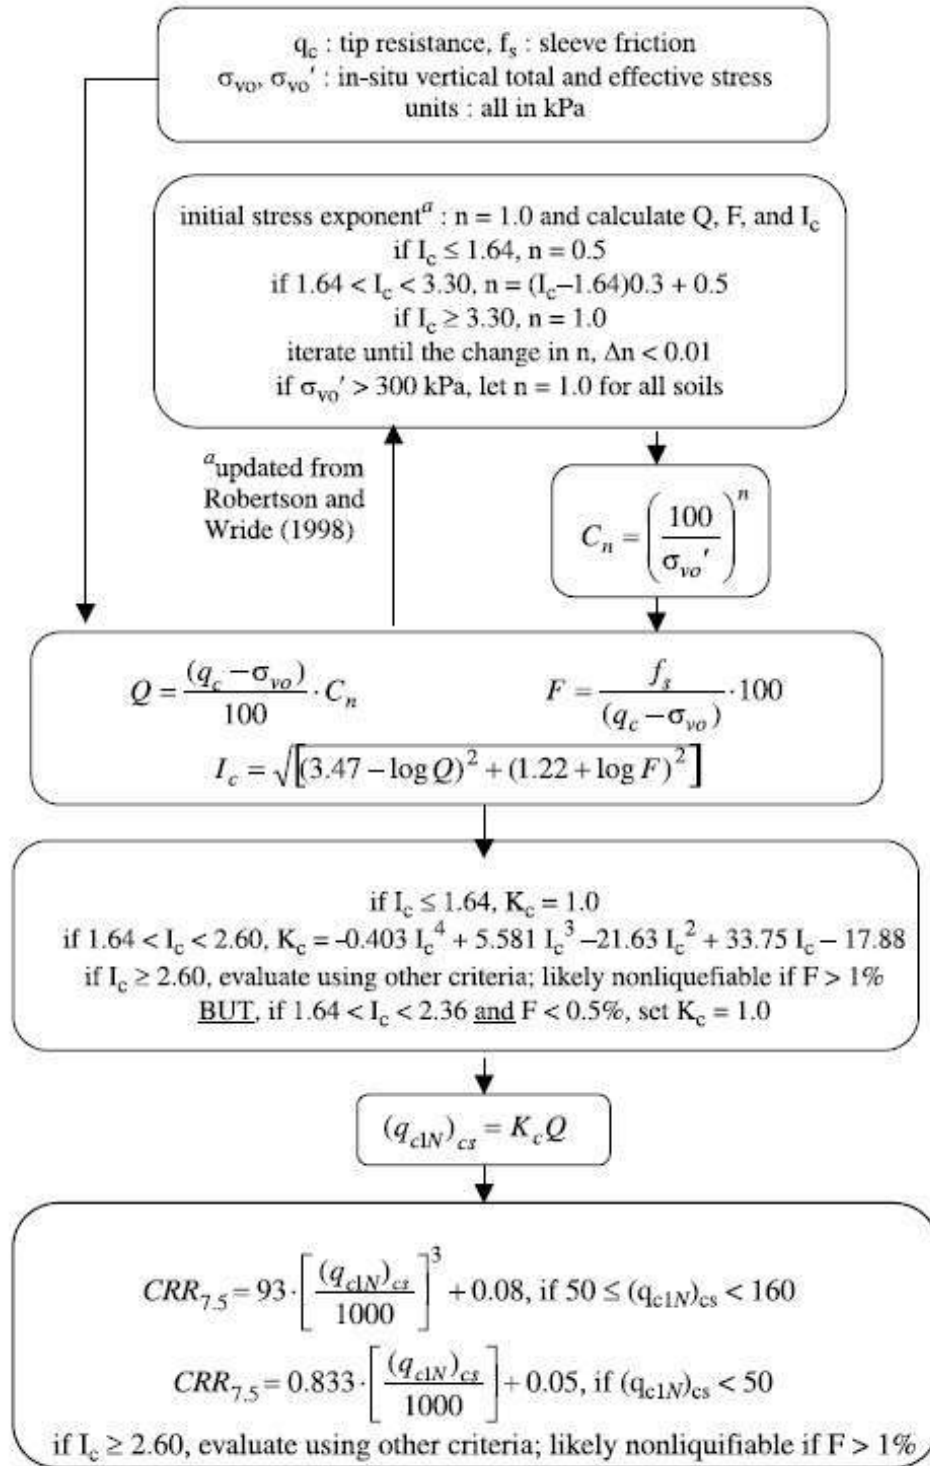 q_c : tip resistance, f_s : sleeve friction
σ_vo, σ_vo' : in-situ vertical total and effective stress
units : all in kPa
initial stress exponent^a : n = 1.0 and calculate Q, F, and I_c
if I_c ≤ 1.64, n = 0.5
if 1.64 < I_c < 3.30, n = (I_c–1.64)0.3 + 0.5
if I_c ≥ 3.30, n = 1.0
iterate until the change in n, Δn < 0.01
if σ_vo' > 300 kPa, let n = 1.0 for all soils
^a updated from
Robertson and
Wride (1998)
C_n = (100 / σ_vo')^n
Q = (q_c – σ_vo) / 100 · C_n
F = f_s / (q_c – σ_vo) · 100
I_c = √[(3.47 – log Q)^2 + (1.22 + log F)^2]
if I_c ≤ 1.64, K_c = 1.0
if 1.64 < I_c < 2.60, K_c = –0.403 I_c^4 + 5.581 I_c^3 –21.63 I_c^2 + 33.75 I_c – 17.88
if I_c ≥ 2.60, evaluate using other criteria; likely nonliquefiable if F > 1%
BUT, if 1.64 < I_c < 2.36 and F < 0.5%, set K_c = 1.0
(q_c1N)_cs = K_c Q
CRR_7.5 = 93 · [(q_c1N)_cs / 1000]^3 + 0.08, if 50 ≤ (q_c1N)_cs < 160
CRR_7.5 = 0.833 · [(q_c1N)_cs / 1000] + 0.05, if (q_c1N)_cs < 50
if I_c ≥ 2.60, evaluate using other criteria; likely nonliquifiable if F > 1%